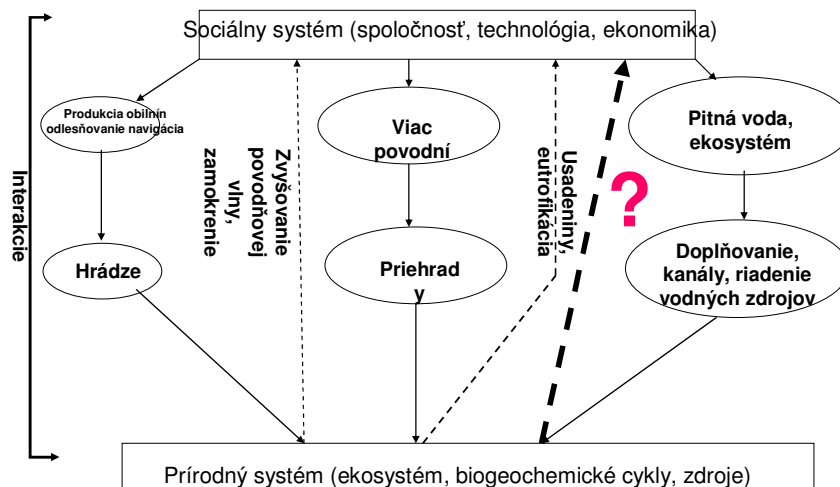 Sociálny systém (spoločnosť, technológia, ekonomika)
Produkcia obilnín
odlesňovanie navigácia
Viac
povodní
Pitná voda,
ekosystém
Interakcie
Zvyšovanie
povodňovej
vlny,
zamokrenie
Usadeniny,
eutrofikácia
?
Hrádze
Priehrad
y
Doplňovanie,
kanály, riadenie
vodných zdrojov
Prírodný systém (ekosystém, biogeochemické cykly, zdroje)